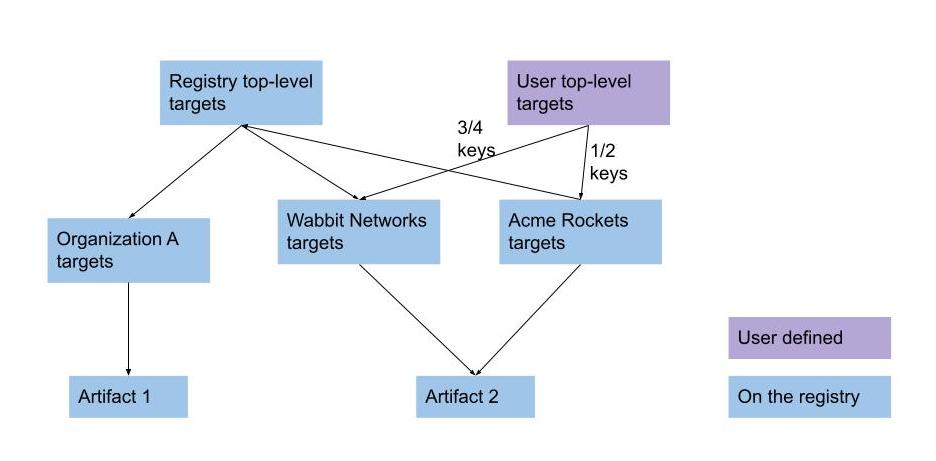 Registry top-level
targets
User top-level
targets
3/4
keys
1/2
keys
Organization A
targets
Wabbit Networks
targets
Acme Rockets
targets
User defined
Artifact 1
Artifact 2
On the registry